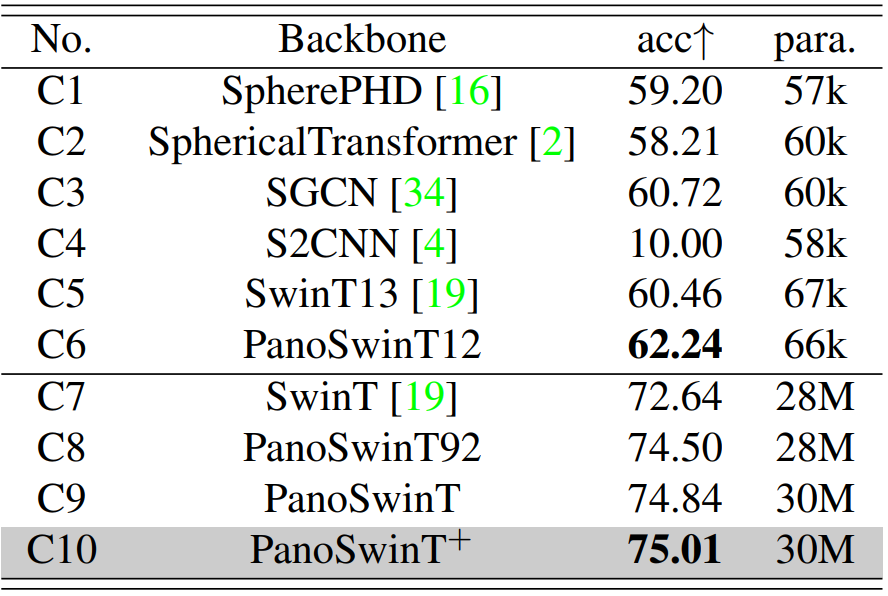 No. Backbone acc↑ para.
C1 SpherePHD [16] 59.20 57k
C2 SphericalTransformer [2] 58.21 60k
C3 SGCN [34] 60.72 60k
C4 S2CNN [4] 10.00 58k
C5 SwinT13 [19] 60.46 67k
C6 PanoSwinT12 62.24 66k
C7 SwinT [19] 72.64 28M
C8 PanoSwinT92 74.50 28M
C9 PanoSwinT 74.84 30M
C10 PanoSwinT+ 75.01 30M